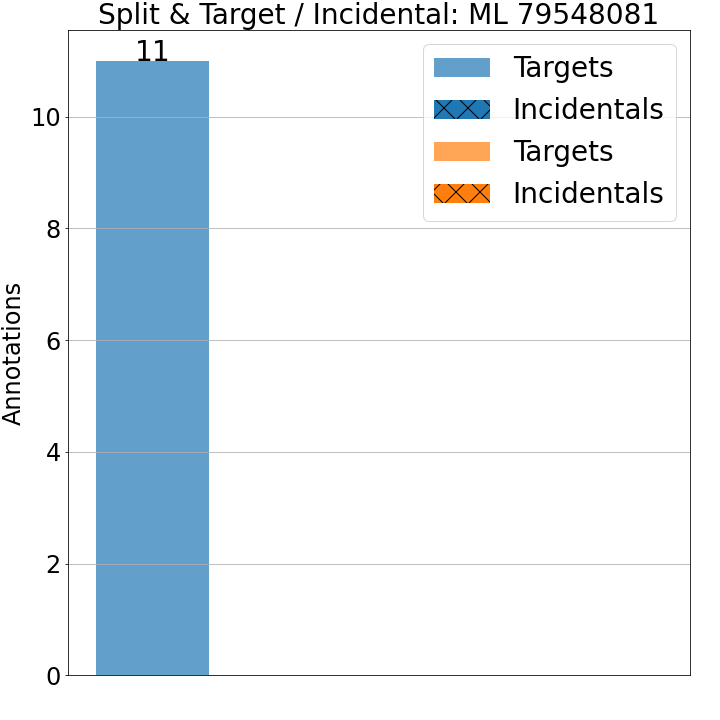 Split & Target / Incidental: ML 79548081
11
Targets
Incidentals
Targets
Incidentals
10
8
6
4
2
0
Annotations